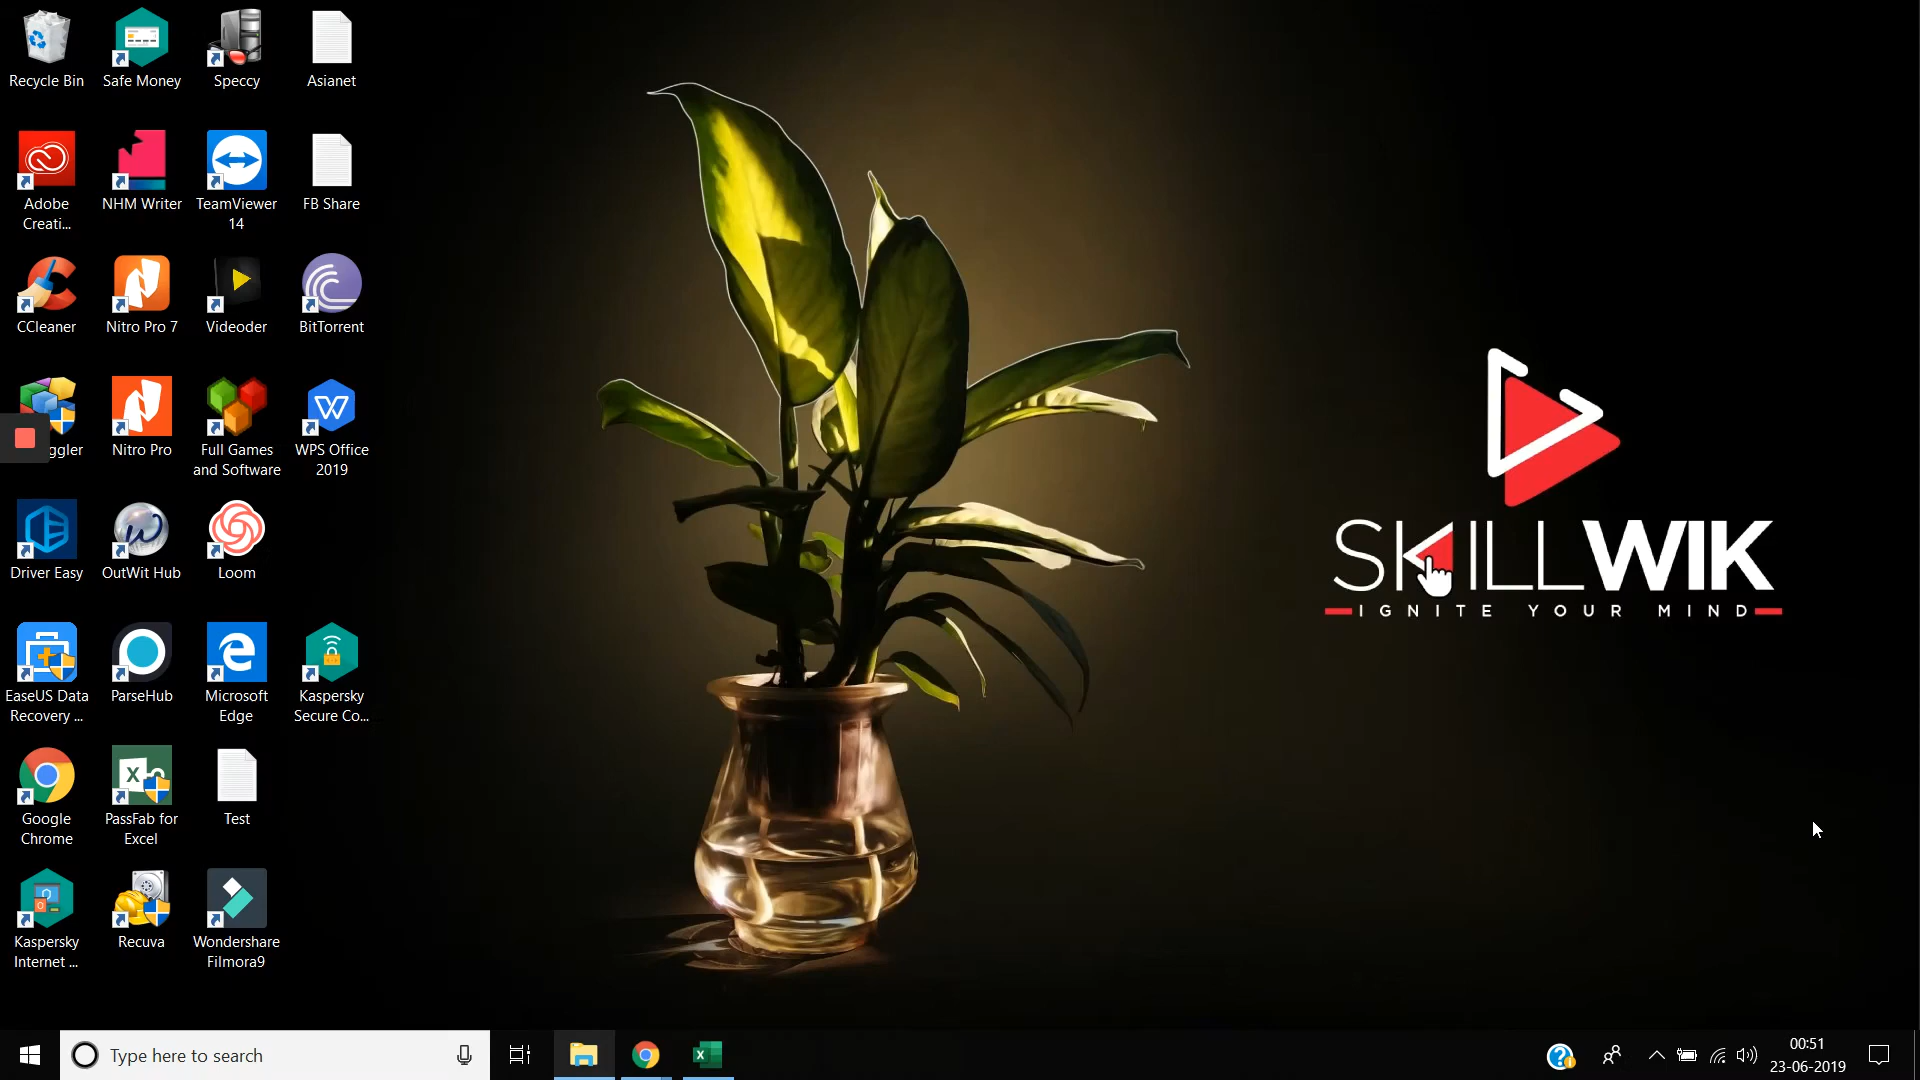 Recycle Bin
Safe Money
Speccy
Asianet
Adobe
Creati...
NHM Writer
TeamViewer
14
FB Share
CCleaner
Nitro Pro 7
Videoder
BitTorrent
ggler
Nitro Pro
Full Games
and Software
WPS Office
2019
Driver Easy
OutWit Hub
Loom
EaseUS Data
Recovery ...
ParseHub
Microsoft
Edge
Kaspersky
Secure Co...
Google
Chrome
PassFab for
Excel
Test
Kaspersky
Internet ...
Recuva
Wondershare
Filmora9
SKILLWIK
IGNITE YOUR MIND
Type here to search
00:51
23-06-2019